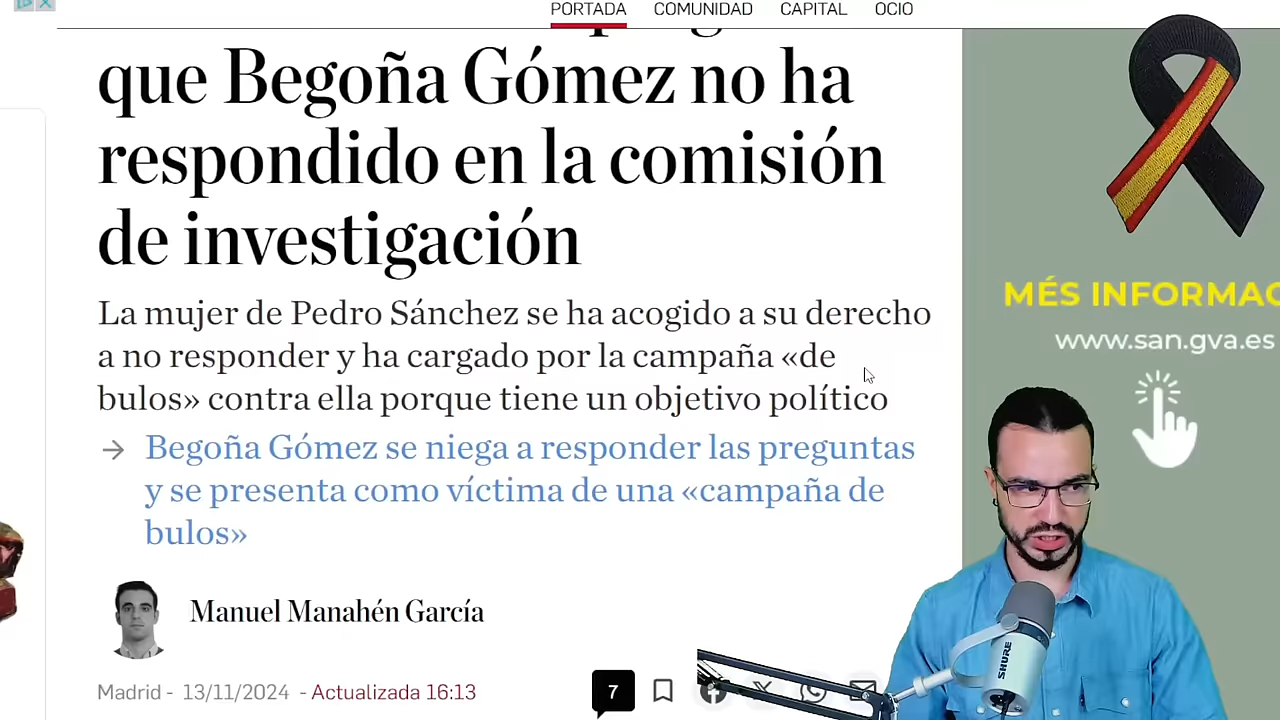 PORTADA COMUNIDAD CAPITAL OCIO
que Begoña Gómez no ha
respondido en la comisión
de investigación
La mujer de Pedro Sánchez se ha acogido a su derecho
a no responder y ha cargado por la campaña «de
bulos» contra ella porque tiene un objetivo político
→ Begoña Gómez se niega a responder las preguntas
y se presenta como víctima de una «campaña de
bulos»
Manuel Manahén García
Madrid - 13/11/2024 - Actualizada 16:13
7
MÉS INFORMAC
www.san.gva.es
SHURE